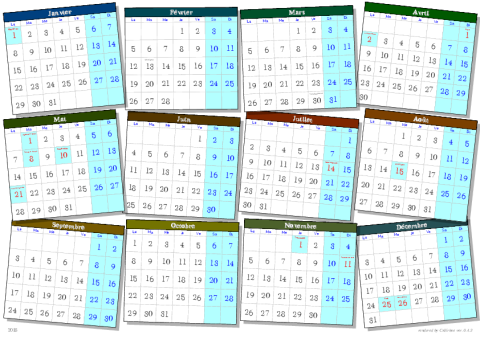 Janvier
Lu Ma Me Je Ve Sa Di
1 2 3 4 5 6 7
8 9 10 11 12 13 14
15 16 17 18 19 20 21
22 23 24 25 26 27 28
29 30 31
Février
Lu Ma Me Je Ve Sa Di
1 2 3 4
5 6 7 8 9 10 11
12 13 14 15 16 17 18
19 20 21 22 23 24 25
26 27 28
Mars
Lu Ma Me Je Ve Sa Di
1 2 3 4
5 6 7 8 9 10 11
12 13 14 15 16 17 18
19 20 21 22 23 24 25
26 27 28 29 30 31
Avril
Lu Ma Me Je Ve Sa Di
1
2 3 4 5 6 7 8
9 10 11 12 13 14 15
16 17 18 19 20 21 22
23 24 25 26 27 28 29
30
Mai
Lu Ma Me Je Ve Sa Di
1 2 3 4 5 6
7 8 9 10 11 12 13
14 15 16 17 18 19 20
21 22 23 24 25 26 27
28 29 30 31
Juin
Lu Ma Me Je Ve Sa Di
1 2 3
4 5 6 7 8 9 10
11 12 13 14 15 16 17
18 19 20 21 22 23 24
25 26 27 28 29 30
Juillet
Lu Ma Me Je Ve Sa Di
1
2 3 4 5 6 7 8
9 10 11 12 13 14 15
16 17 18 19 20 21 22
23 24 25 26 27 28 29
30 31
Août
Lu Ma Me Je Ve Sa Di
1 2 3 4 5
6 7 8 9 10 11 12
13 14 15 16 17 18 19
20 21 22 23 24 25 26
27 28 29 30 31
Septembre
Lu Ma Me Je Ve Sa Di
1 2
3 4 5 6 7 8 9
10 11 12 13 14 15 16
17 18 19 20 21 22 23
24 25 26 27 28 29 30
Octobre
Lu Ma Me Je Ve Sa Di
1 2 3 4 5 6 7
8 9 10 11 12 13 14
15 16 17 18 19 20 21
22 23 24 25 26 27 28
29 30 31
Novembre
Lu Ma Me Je Ve Sa Di
1 2 3 4
5 6 7 8 9 10 11
12 13 14 15 16 17 18
19 20 21 22 23 24 25
26 27 28 29 30
Décembre
Lu Ma Me Je Ve Sa Di
1 2
3 4 5 6 7 8 9
10 11 12 13 14 15 16
17 18 19 20 21 22 23
24 25 26 27 28 29 30
31
2018